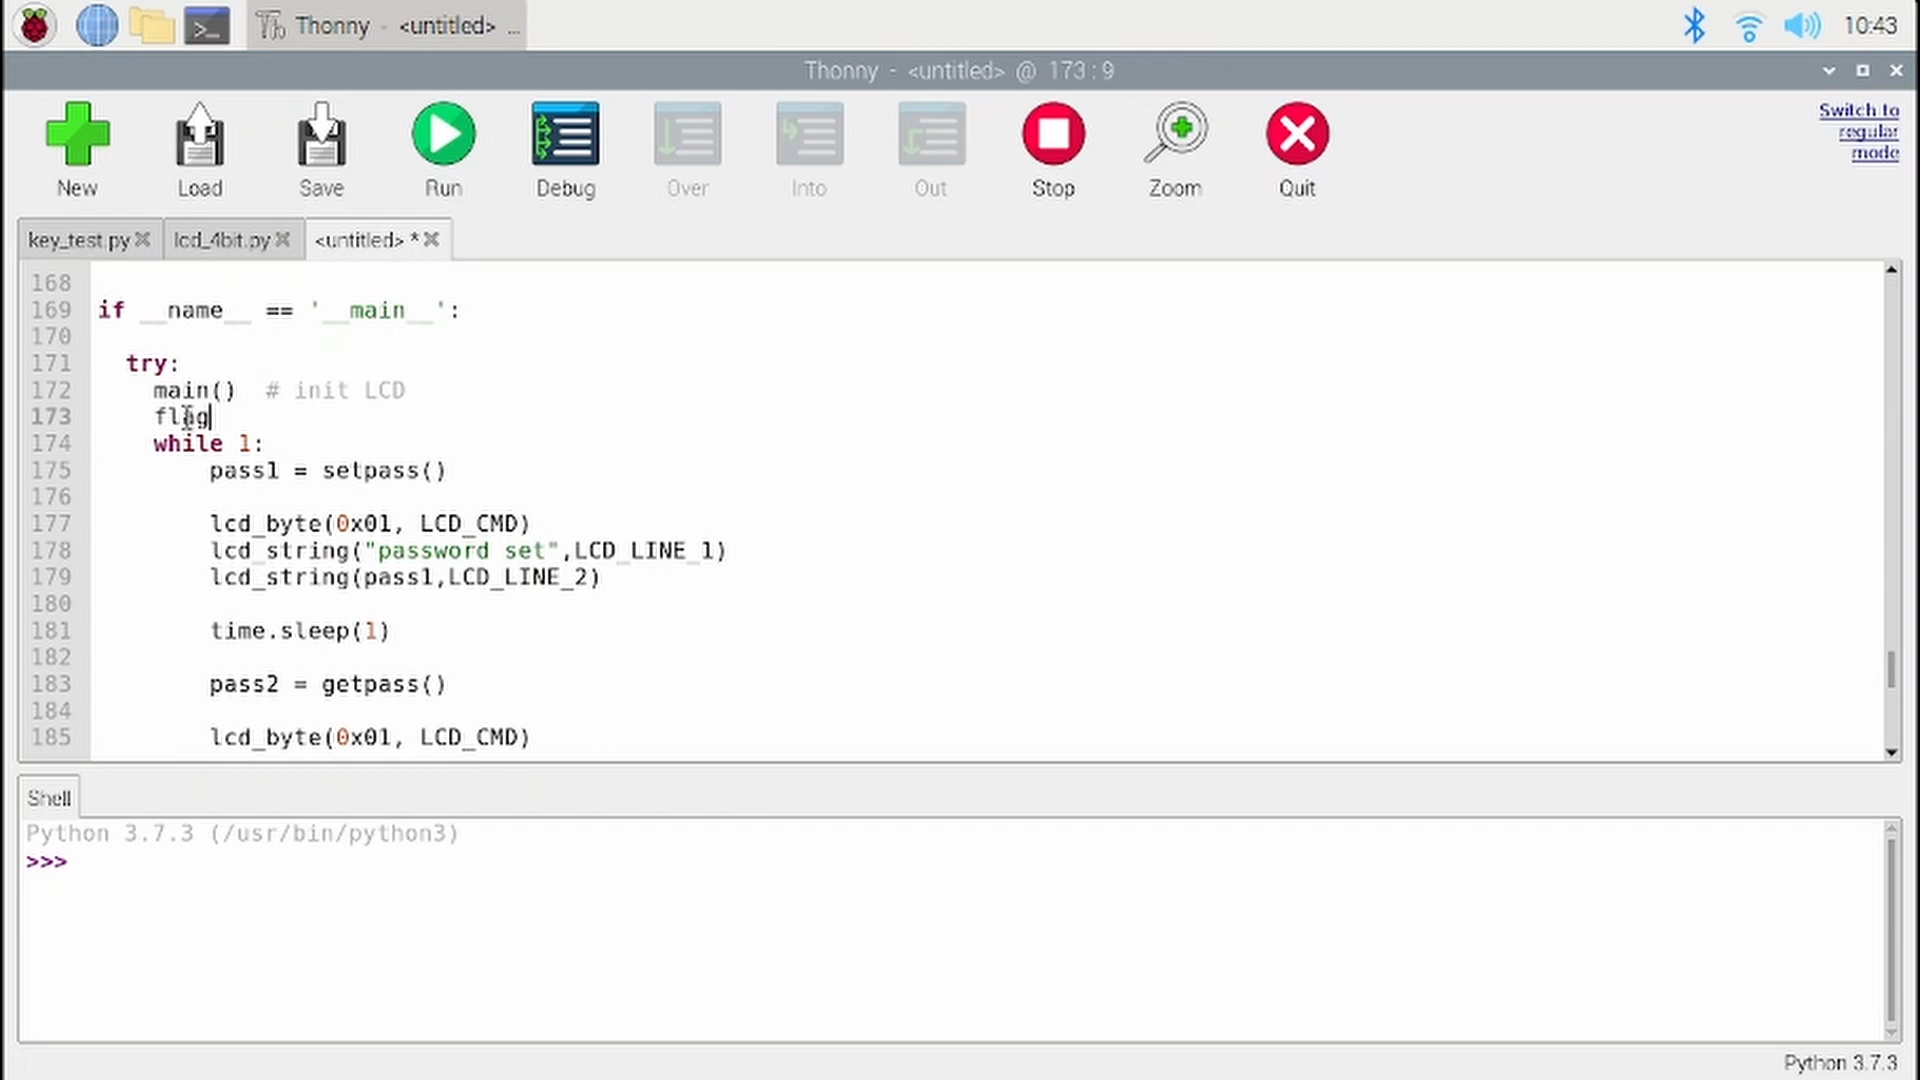 Thonny - <untitled> ... 10:43
Thonny - <untitled> @ 173:9
New Load Save Run Debug Over Into Out Stop Zoom Quit
Switch to
regular
mode
key_test.py lcd_4bit.py <untitled> *
168
169 if __name__ == '__main__':
170
171 try:
172 main() # init LCD
173 flag
174 while 1:
175 pass1 = setpass()
176
177 lcd_byte(0x01, LCD_CMD)
178 lcd_string("password set",LCD_LINE_1)
179 lcd_string(pass1,LCD_LINE_2)
180
181 time.sleep(1)
182
183 pass2 = getpass()
184
185 lcd_byte(0x01, LCD_CMD)
Shell
Python 3.7.3 (/usr/bin/python3)
>>>
Python 3.7.3